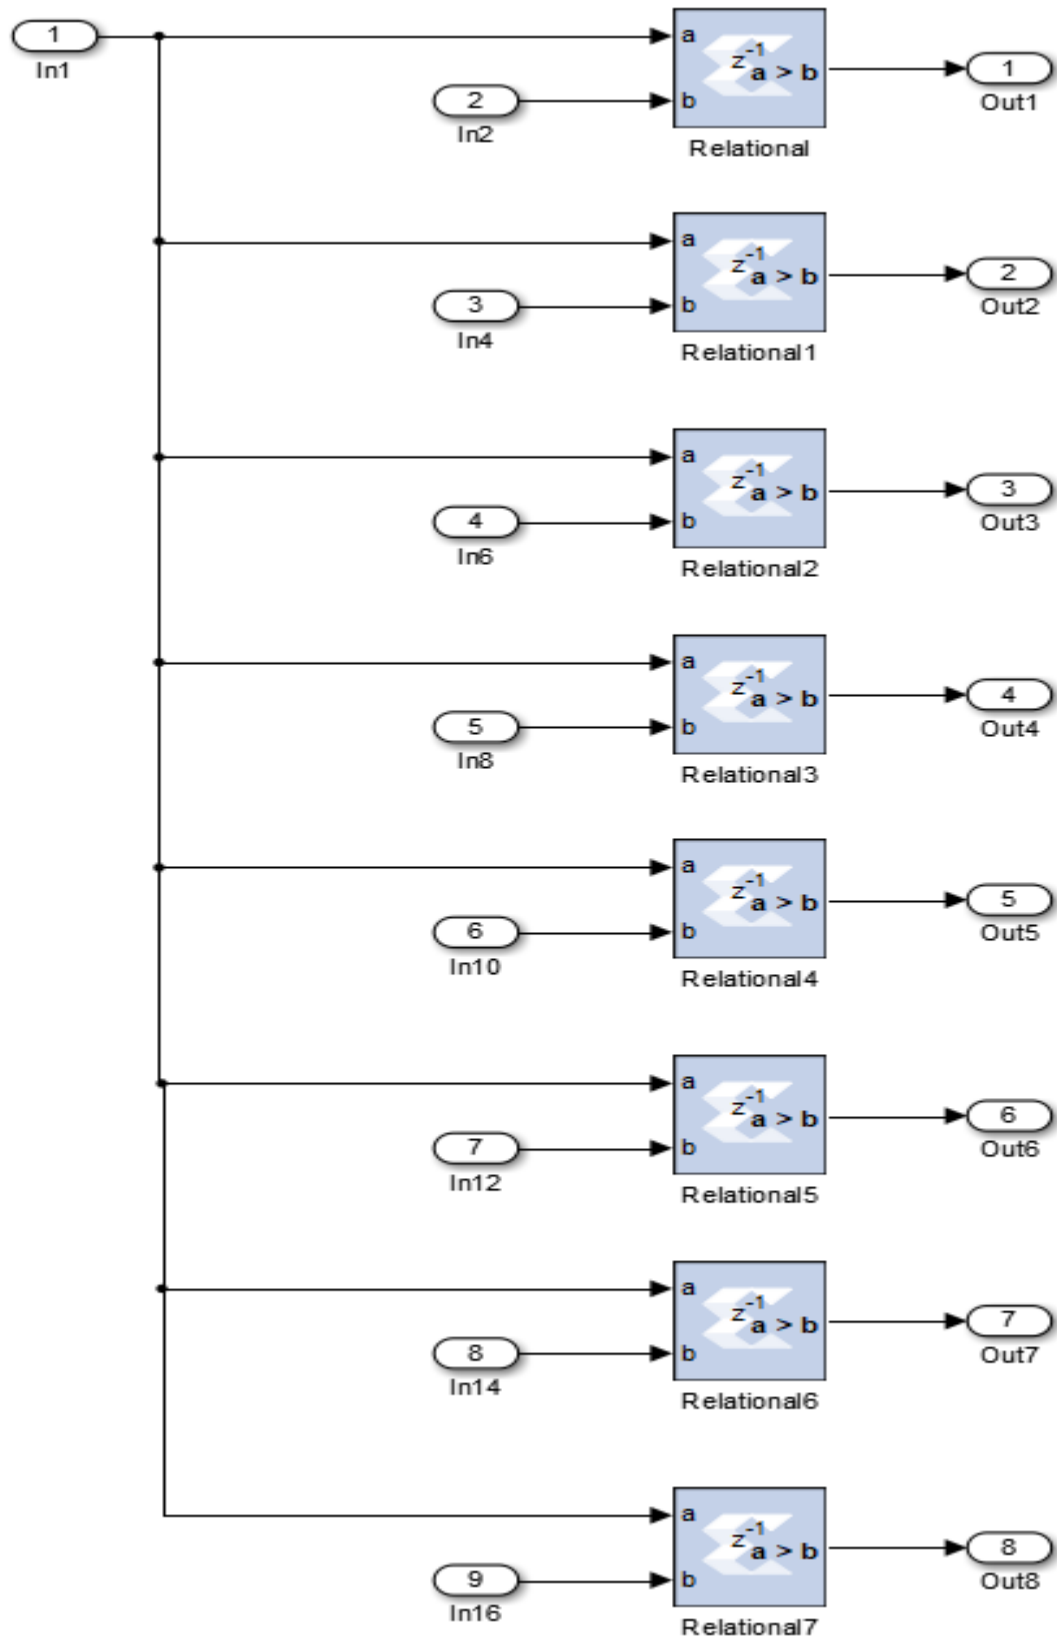 1
In1
a
z-1
a > b
b
2
In2
Relational
1
Out1
a
z-1
a > b
b
3
In4
Relational1
2
Out2
a
z-1
a > b
b
4
In6
Relational2
3
Out3
a
z-1
a > b
b
5
In8
Relational3
4
Out4
a
z-1
a > b
b
6
In10
Relational4
5
Out5
a
z-1
a > b
b
7
In12
Relational5
6
Out6
a
z-1
a > b
b
8
In14
Relational6
7
Out7
a
z-1
a > b
b
9
In16
Relational7
8
Out8